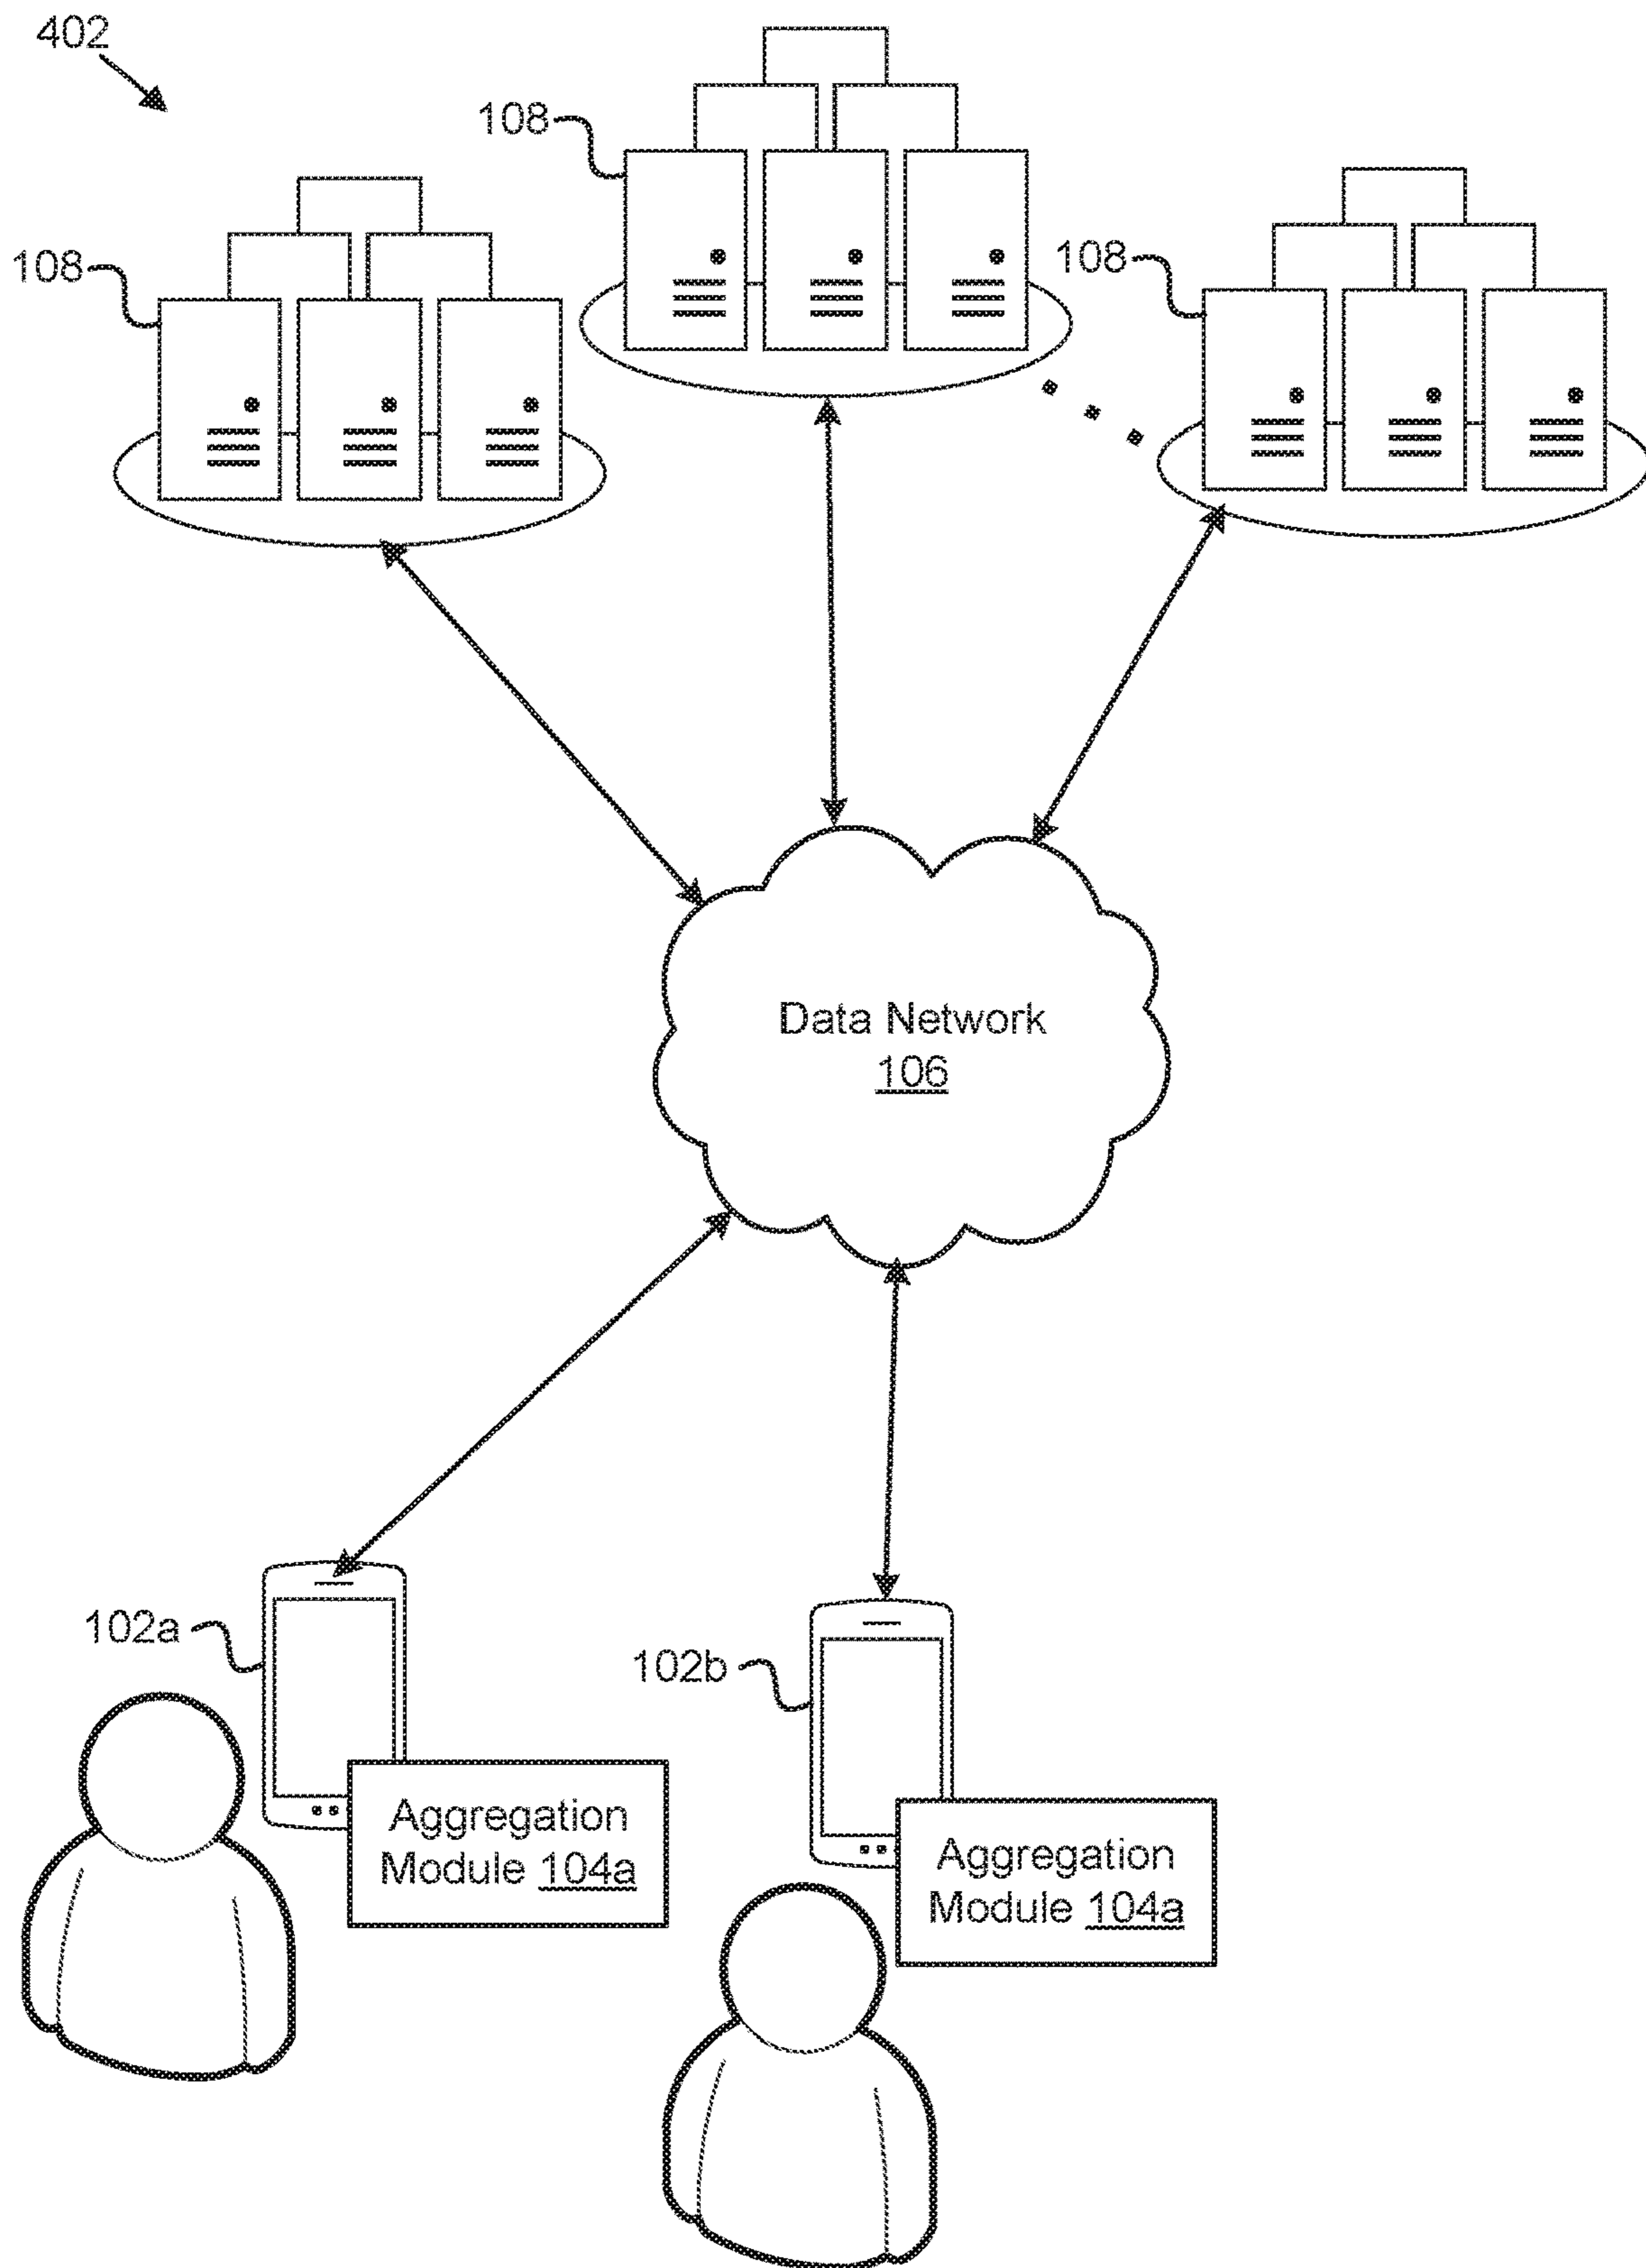 402
108
108
108
Data Network
106
102a
102b
Aggregation
Module 104a
Aggregation
Module 104a